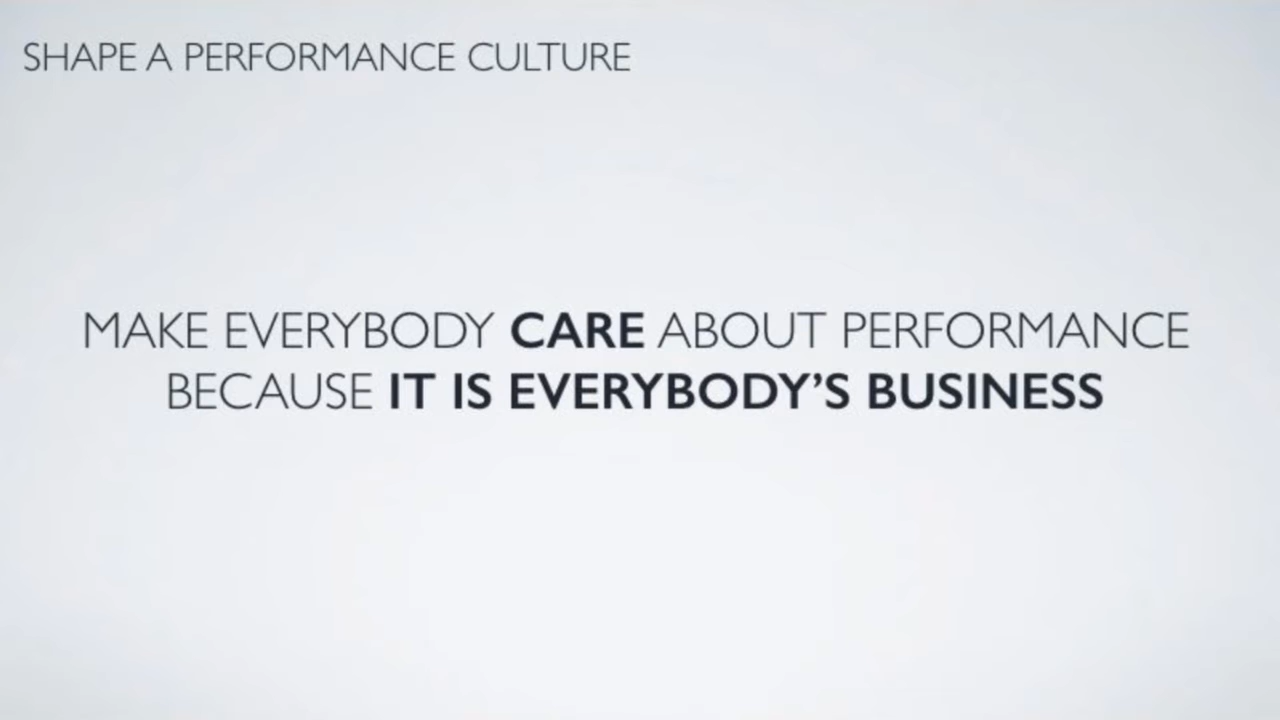 SHAPE A PERFORMANCE CULTURE
MAKE EVERYBODY CARE ABOUT PERFORMANCE
BECAUSE IT IS EVERYBODY’S BUSINESS